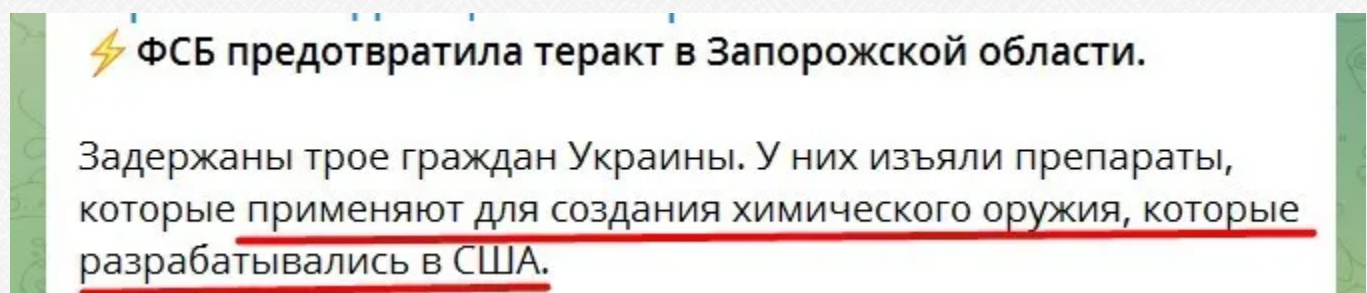 ⚡ ФСБ предотвратила теракт в Запорожской области.
Задержаны трое граждан Украины. У них изъяли препараты,
которые применяют для создания химического оружия, которые
разрабатывались в США.